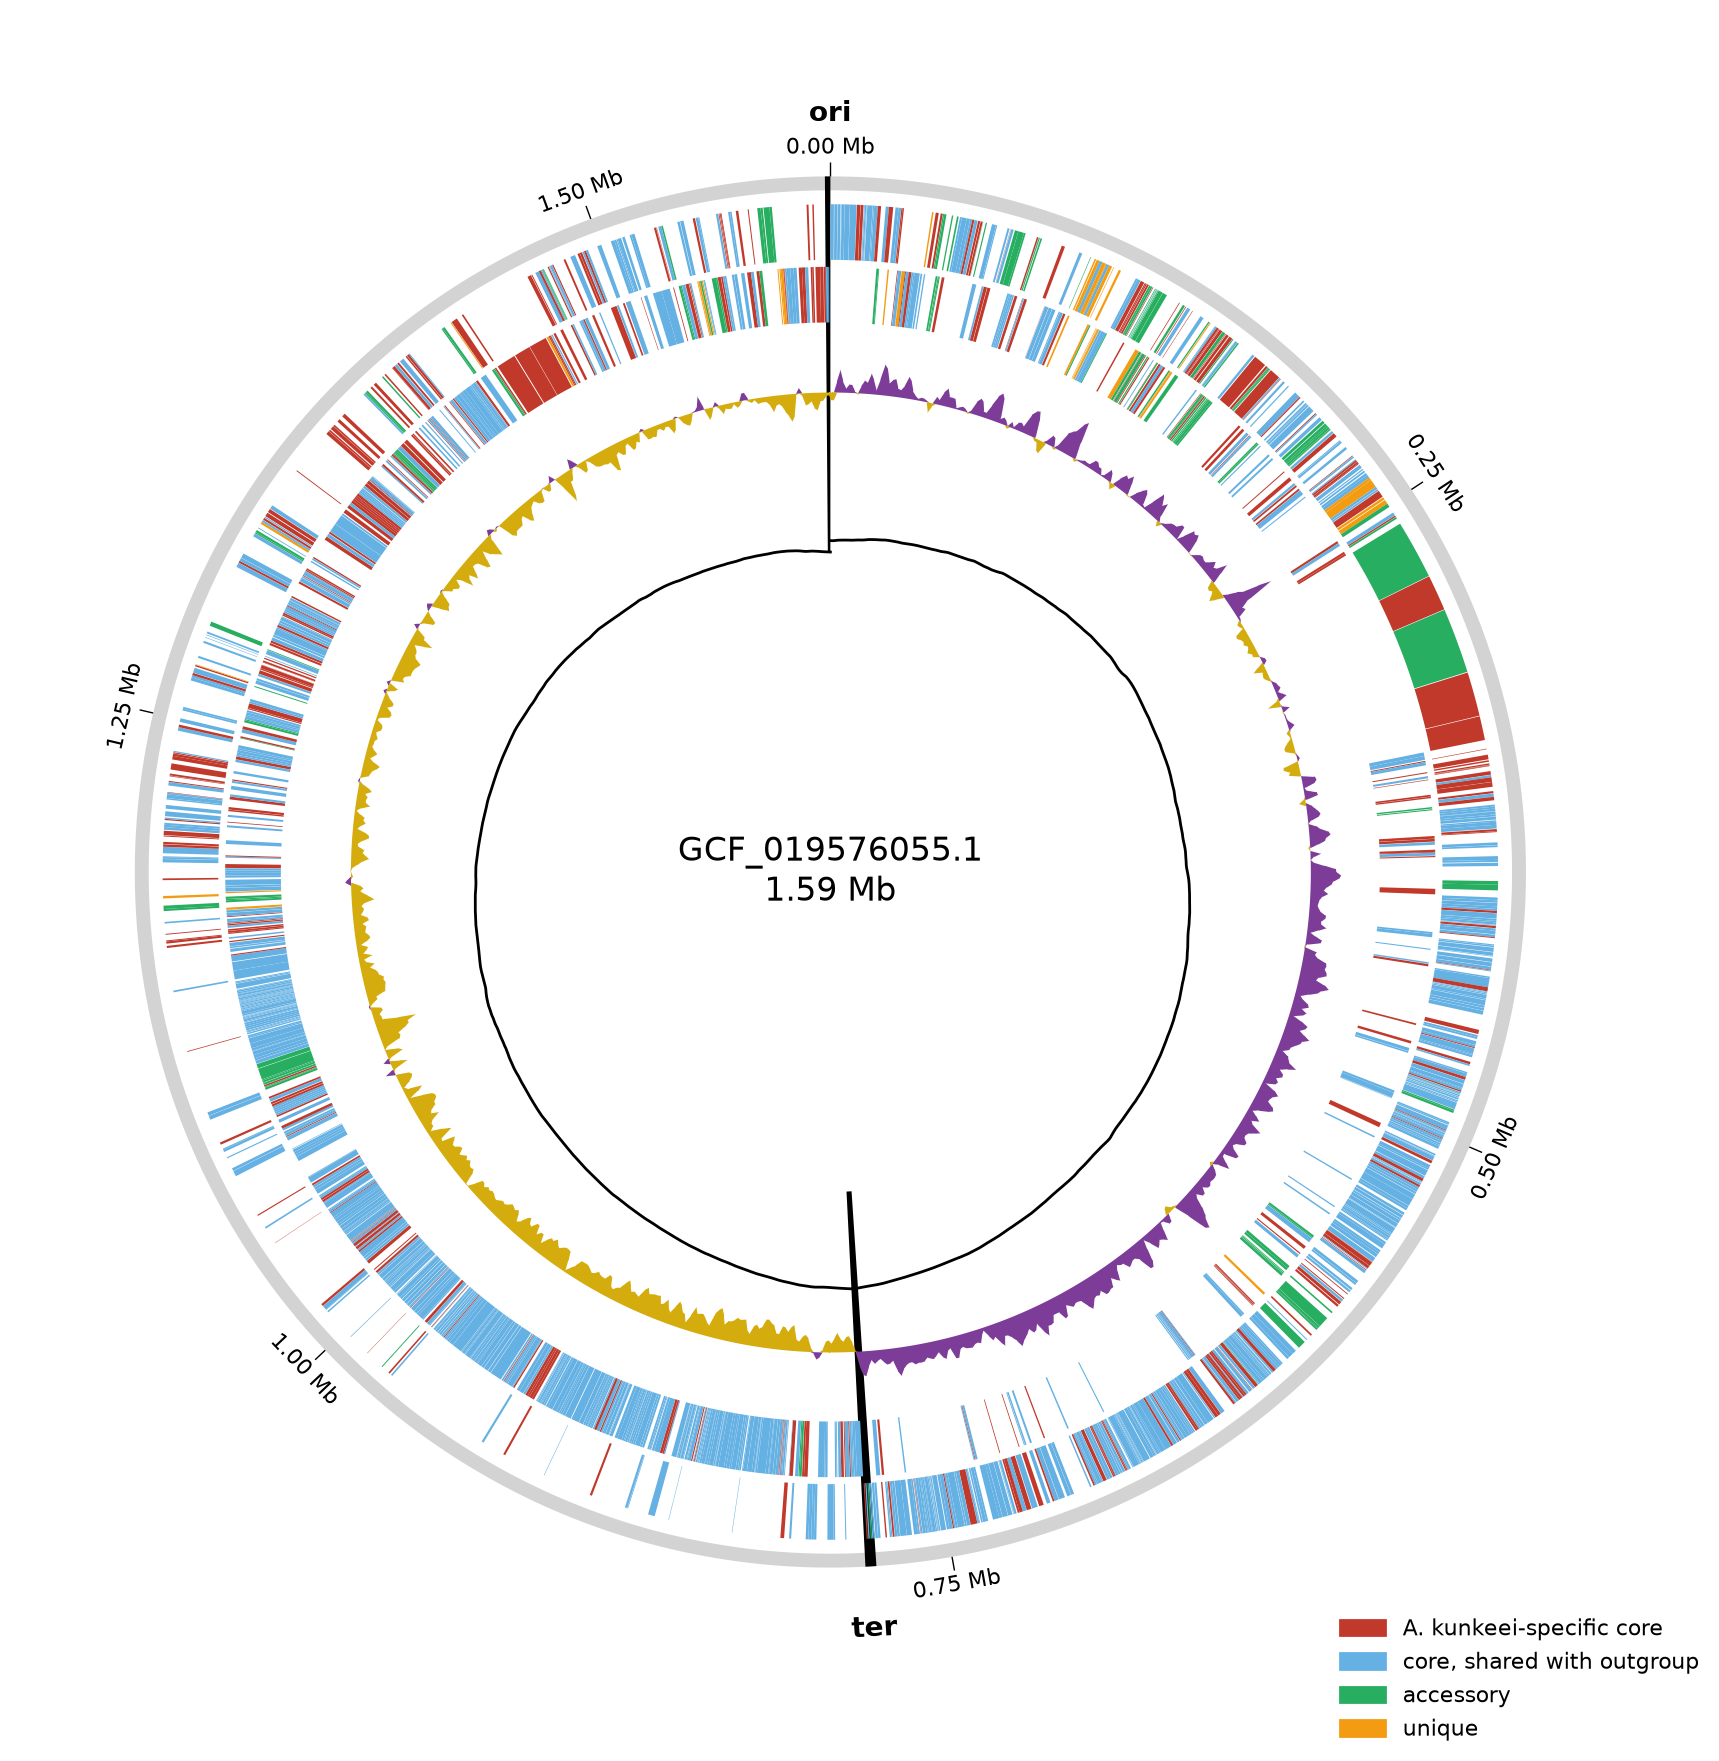 ori
0.00 Mb
1.50 Mb
0.25 Mb
1.25 Mb
GCF_019576055.1
1.59 Mb
0.50 Mb
1.00 Mb
0.75 Mb
ter
A. kunkeei-specific core
core, shared with outgroup
accessory
unique